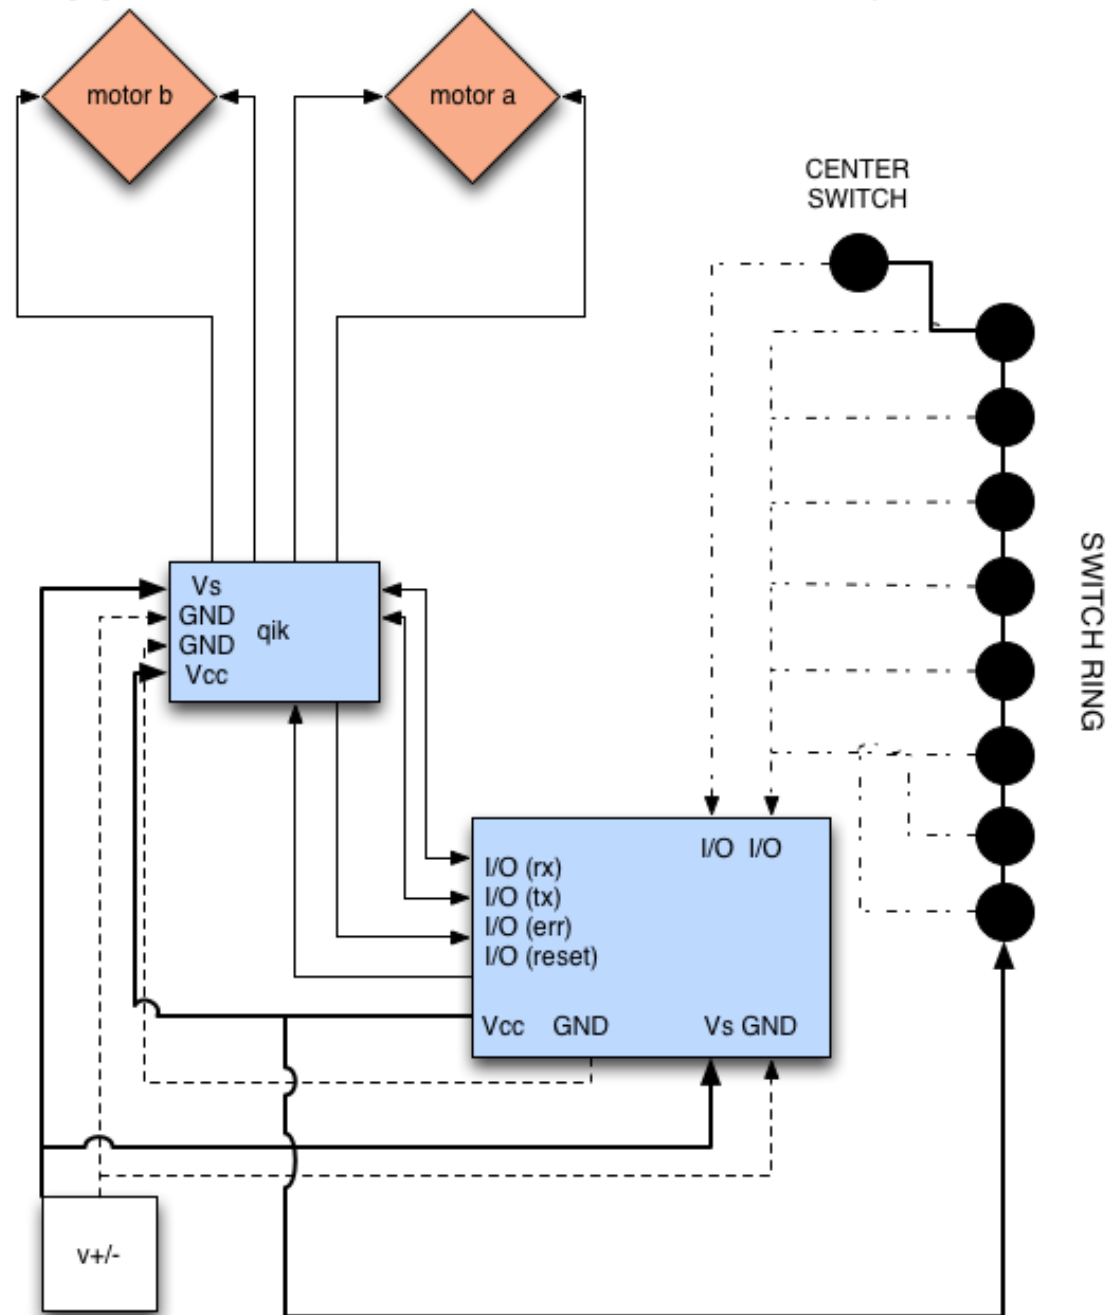 motor b
motor a
CENTER
SWITCH
SWITCH RING
Vs
GND
qik
GND
Vcc
I/O I/O
I/O (rx)
I/O (tx)
I/O (err)
I/O (reset)
Vcc GND Vs GND
v+/-